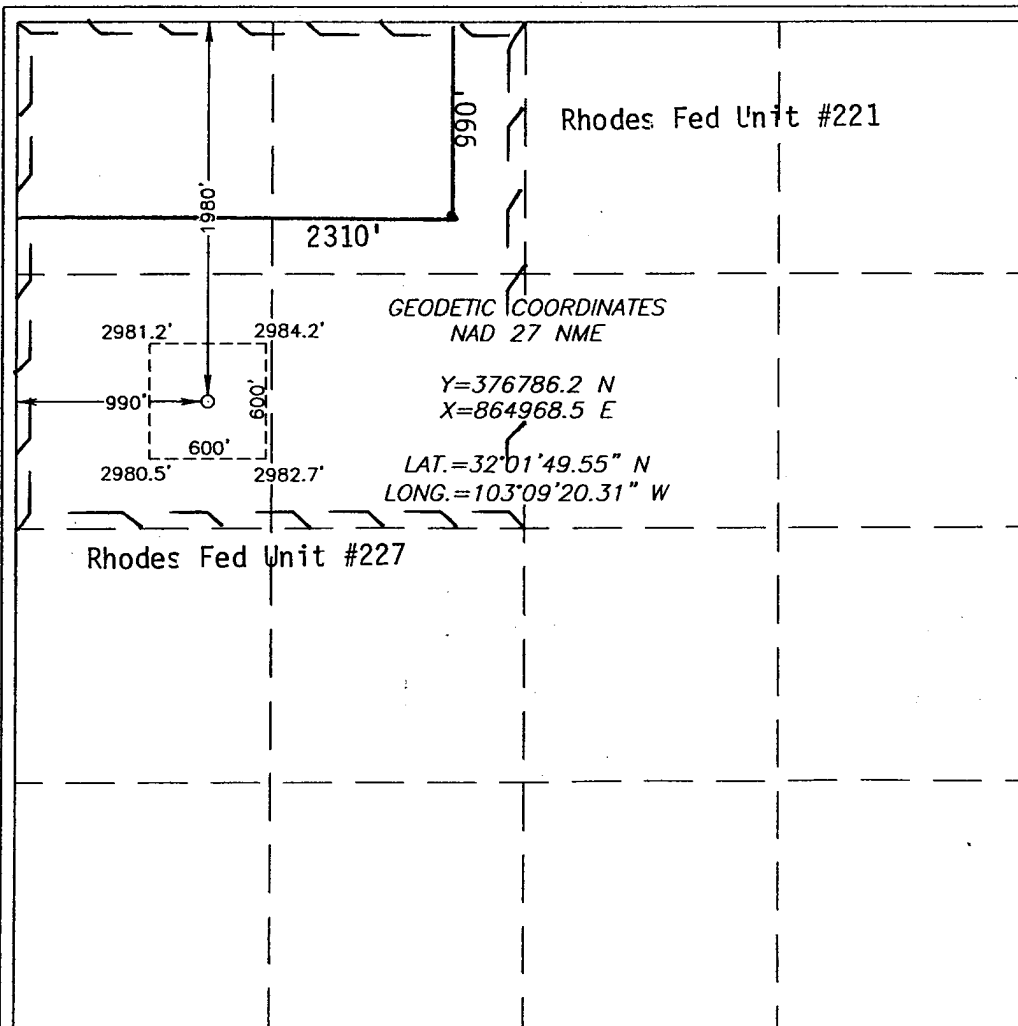 990'
Rhodes Fed Unit #221
1980'
2310'
GEODETIC COORDINATES
NAD 27 NME
2981.2'
2984.2'
Y=376786.2 N
X=864968.5 E
990'
600'
600'
LAT.=32°01'49.55" N
LONG.=103°09'20.31" W
2980.5'
2982.7'
Rhodes Fed Unit #227